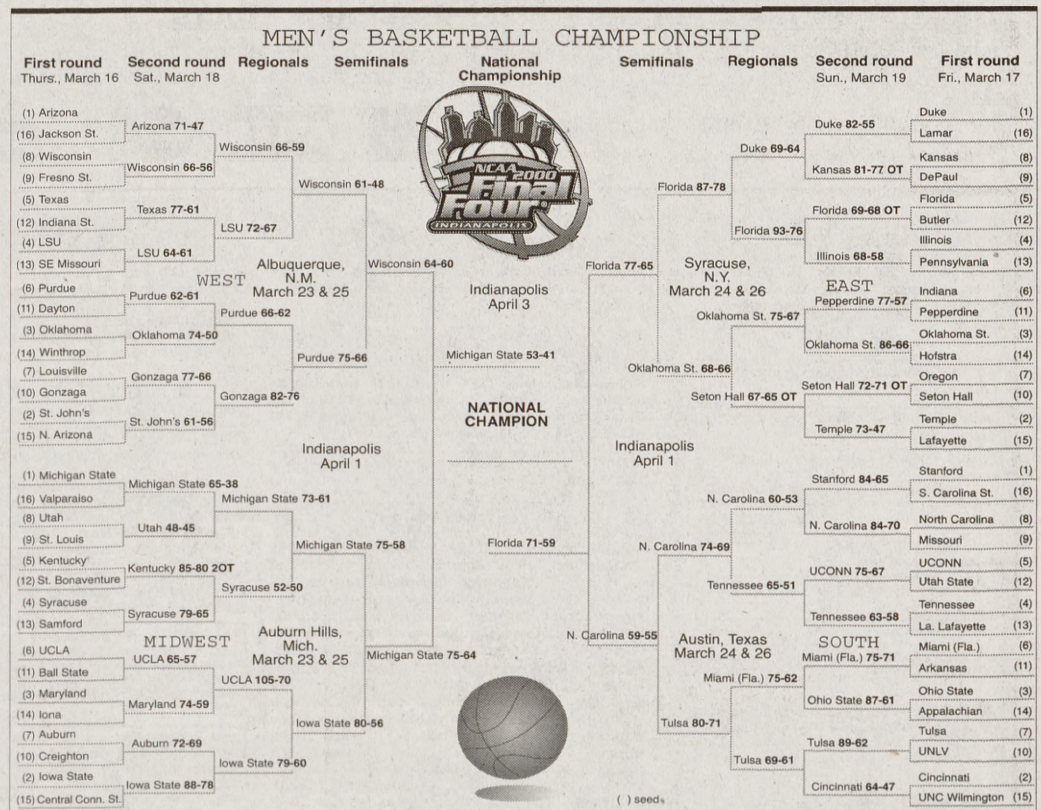 MEN'S BASKETBALL CHAMPIONSHIP
First round
Thurs., March 16
Second round
Sat., March 18
Regionals
Semifinals
National
Championship
Semifinals
Regionals
Second round
Sun., March 19
First round
Fri., March 17
(1) Arizona
(16) Jackson St.
(8) Wisconsin
(9) Fresno St.
(5) Texas
(12) Indiana St.
(4) LSU
(13) SE Missouri
(6) Purdue
(11) Dayton
(3) Oklahoma
(14) Winthrop
(7) Louisville
(10) Gonzaga
(2) St. John's
(15) N. Arizona
Arizona 71-47
Wisconsin 66-56
Texas 77-61
LSU 64-61
Purdue 62-61
Oklahoma 74-50
Gonzaga 77-66
St. John's 61-56
Wisconsin 66-59
LSU 72-67
Purdue 66-62
Gonzaga 82-76
Wisconsin 61-48
Purdue 75-66
WEST
Albuquerque,
N.M.
March 23 & 25
Wisconsin 64-60
Indianapolis
April 1
(1) Michigan State
(16) Valparaiso
(8) Utah
(9) St. Louis
(5) Kentucky
(12) St. Bonaventure
(4) Syracuse
(13) Samford
(6) UCLA
(11) Ball State
(3) Maryland
(14) Iona
(7) Auburn
(10) Creighton
(2) Iowa State
(15) Central Conn. St.
Michigan State 65-38
Utah 48-45
Kentucky 85-80 2OT
Syracuse 79-65
UCLA 65-57
Maryland 74-59
Auburn 72-69
Iowa State 88-78
Michigan State 73-61
Syracuse 52-50
UCLA 105-70
Iowa State 79-60
Michigan State 75-58
Iowa State 80-56
MIDWEST
Auburn Hills,
Mich.
March 23 & 25
Michigan State 75-64
NCAA 2000
Final
Four
INDIANAPOLIS
Indianapolis
April 3
Michigan State 53-41
NATIONAL
CHAMPION
Florida 71-59
Florida 77-65
N. Carolina 59-55
Indianapolis
April 1
Florida 87-78
Oklahoma St. 68-66
Syracuse,
N.Y.
March 24 & 26
EAST
Duke 69-64
Florida 93-76
Oklahoma St. 75-67
Seton Hall 67-65 OT
Duke 82-55
Kansas 81-77 OT
Florida 69-68 OT
Illinois 68-58
Pepperdine 77-57
Oklahoma St. 86-66
Seton Hall 72-71 OT
Temple 73-47
Duke (1)
Lamar (16)
Kansas (8)
DePaul (9)
Florida (5)
Butler (12)
Illinois (4)
Pennsylvania (13)
Indiana (6)
Pepperdine (11)
Oklahoma St. (3)
Hofstra (14)
Oregon (7)
Seton Hall (10)
Temple (2)
Lafayette (15)
N. Carolina 74-69
Tulsa 80-71
Austin, Texas
March 24 & 26
SOUTH
N. Carolina 60-53
Tennessee 65-51
Miami (Fla.) 75-62
Tulsa 69-61
Stanford 84-65
N. Carolina 84-70
UCONN 75-67
Tennessee 63-58
Miami (Fla.) 75-71
Ohio State 87-61
Tulsa 89-62
Cincinnati 64-47
Stanford (1)
S. Carolina St. (16)
North Carolina (8)
Missouri (9)
UCONN (5)
Utah State (12)
Tennessee (4)
La. Lafayette (13)
Miami (Fla.) (6)
Arkansas (11)
Ohio State (3)
Appalachian (14)
Tulsa (7)
UNLV (10)
Cincinnati (2)
UNC Wilmington (15)
( ) seeds